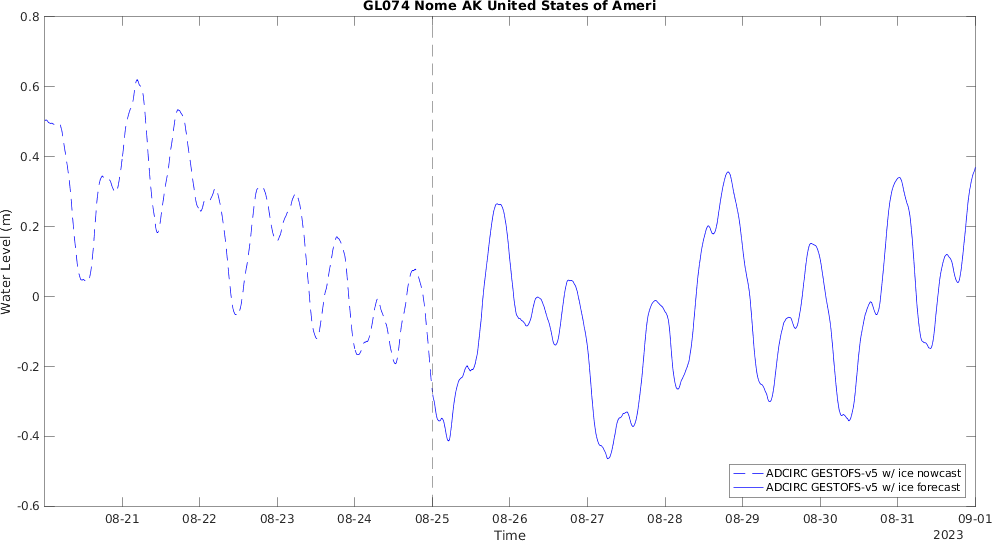 GL074 Nome AK United States of Ameri
0.8
0.6
0.4
0.2
0
-0.2
-0.4
-0.6
Water Level (m)
ADCIRC GESTOFS-v5 w/ ice nowcast
ADCIRC GESTOFS-v5 w/ ice forecast
08-21 08-22 08-23 08-24 08-25 08-26 08-27 08-28 08-29 08-30 08-31 09-01
Time
2023